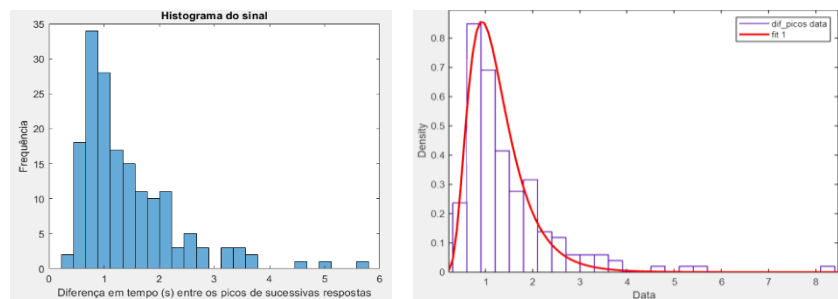 Histograma do sinal
35
30
25
20
15
10
5
0
Frequência
0 1 2 3 4 5 6
Diferença em tempo (s) entre os picos de sucessivas respostas
dif_picos data
fit 1
0.8
0.7
0.6
0.5
0.4
0.3
0.2
0.1
0
Density
1 2 3 4 5 6 7 8
Data